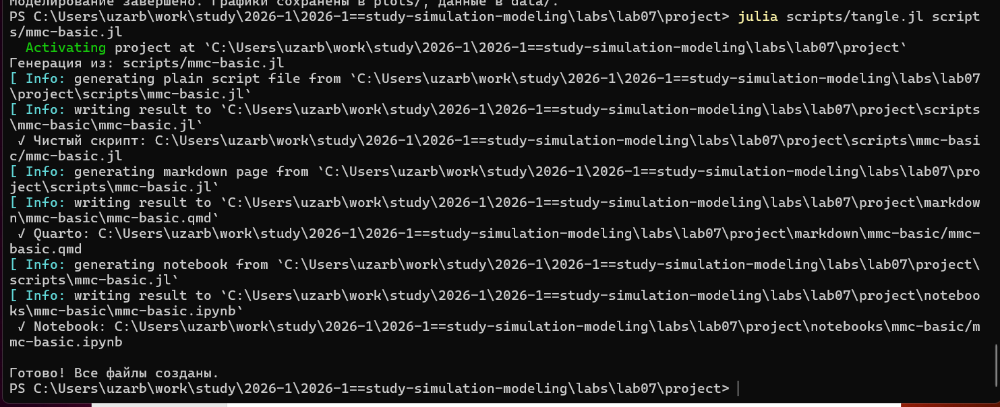 Моделирование завершено. Графики сохранены в plots/, данные в data/.
PS C:\Users\uzarb\work\study\2026-1\2026-1==study-simulation-modeling\labs\lab07\project> julia scripts/tangle.jl script
s/mmc-basic.jl
  Activating project at `C:\Users\uzarb\work\study\2026-1\2026-1==study-simulation-modeling\labs\lab07\project`
Генерация из: scripts/mmc-basic.jl
[ Info: generating plain script file from `C:\Users\uzarb\work\study\2026-1\2026-1==study-simulation-modeling\labs\lab07
\project\scripts\mmc-basic.jl`
[ Info: writing result to `C:\Users\uzarb\work\study\2026-1\2026-1==study-simulation-modeling\labs\lab07\project\scripts
\mmc-basic\mmc-basic.jl`
 ✓ Чистый скрипт: C:\Users\uzarb\work\study\2026-1\2026-1==study-simulation-modeling\labs\lab07\project\scripts\mmc-basi
c/mmc-basic.jl
[ Info: generating markdown page from `C:\Users\uzarb\work\study\2026-1\2026-1==study-simulation-modeling\labs\lab07\pro
ject\scripts\mmc-basic.jl`
[ Info: writing result to `C:\Users\uzarb\work\study\2026-1\2026-1==study-simulation-modeling\labs\lab07\project\markdow
n\mmc-basic\mmc-basic.qmd`
 ✓ Quarto: C:\Users\uzarb\work\study\2026-1\2026-1==study-simulation-modeling\labs\lab07\project\markdown\mmc-basic/mmc-
basic.qmd
[ Info: generating notebook from `C:\Users\uzarb\work\study\2026-1\2026-1==study-simulation-modeling\labs\lab07\project\
scripts\mmc-basic.jl`
[ Info: writing result to `C:\Users\uzarb\work\study\2026-1\2026-1==study-simulation-modeling\labs\lab07\project\noteboo
ks\mmc-basic\mmc-basic.ipynb`
 ✓ Notebook: C:\Users\uzarb\work\study\2026-1\2026-1==study-simulation-modeling\labs\lab07\project\notebooks\mmc-basic/m
mc-basic.ipynb

Готово! Все файлы созданы.
PS C:\Users\uzarb\work\study\2026-1\2026-1==study-simulation-modeling\labs\lab07\project>